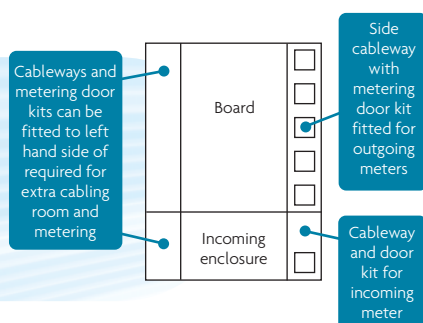 Cableways and
metering door
kits can be
fitted to left
hand side of
required for
extra cabling
room and
metering
Board
Incoming
enclosure
Side
cableway
with
metering
door kit
fitted for
outgoing
meters
Cableway
and door
kit for
incoming
meter